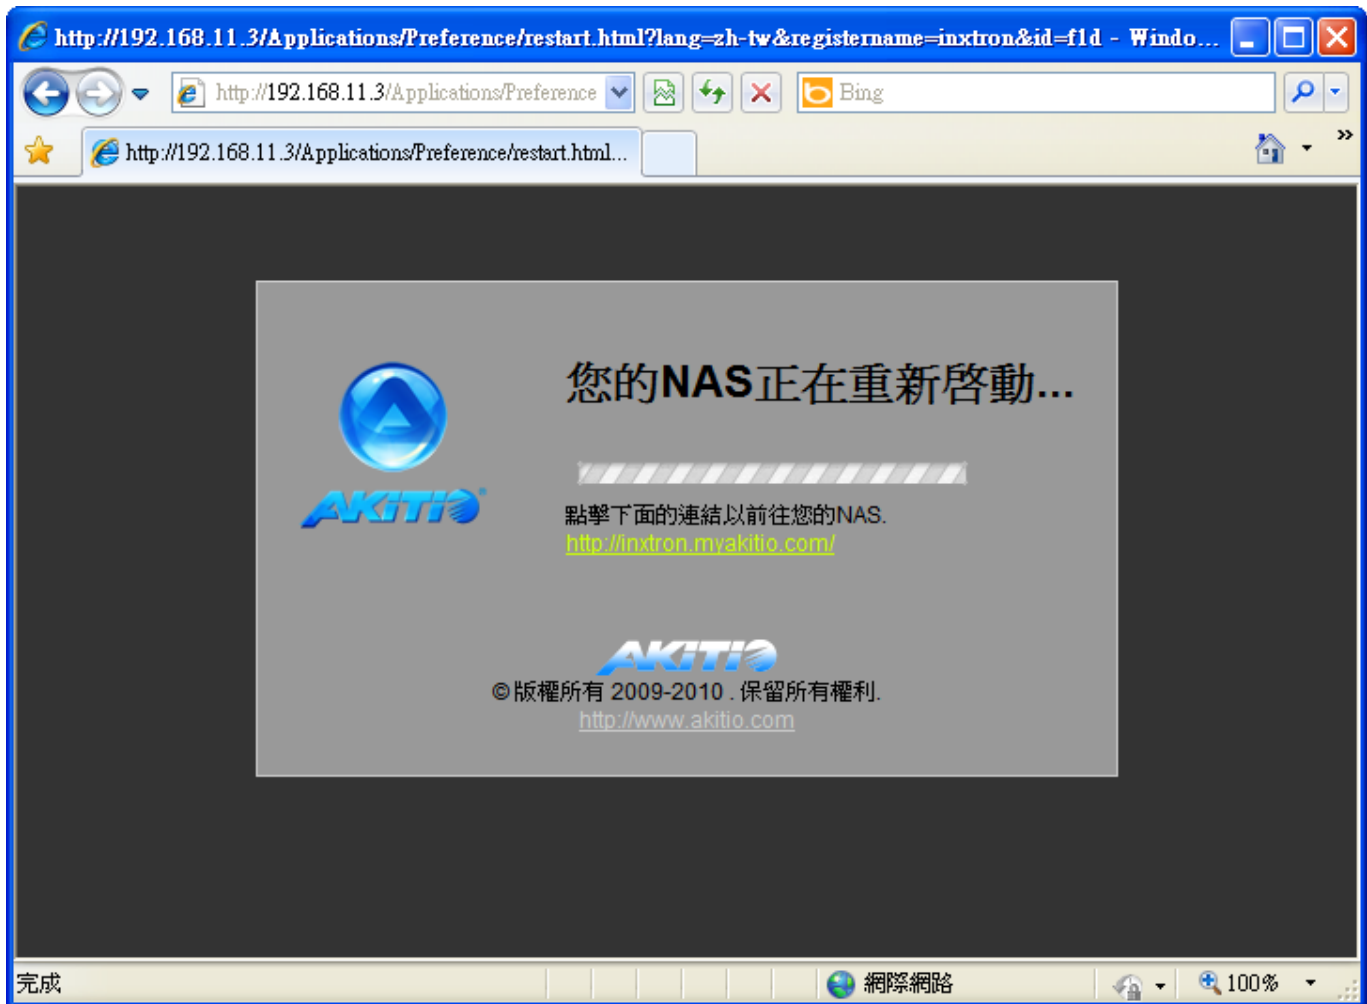 http://192.168.11.3/Applications/Preference/restart.html?lang=zh-tw&registername=inxtron&id=f1d - Windo...
http://192.168.11.3/Applications/Preference
Bing
http://192.168.11.3/Applications/Preference/restart.html...
您的NAS正在重新啓動...
AKiTiO
點擊下面的連結以前往您的NAS.
http://inxtron.myakitio.com/
AKiTiO
©版權所有 2009-2010 . 保留所有權利.
http://www.akitio.com
完成
網際網路
100%